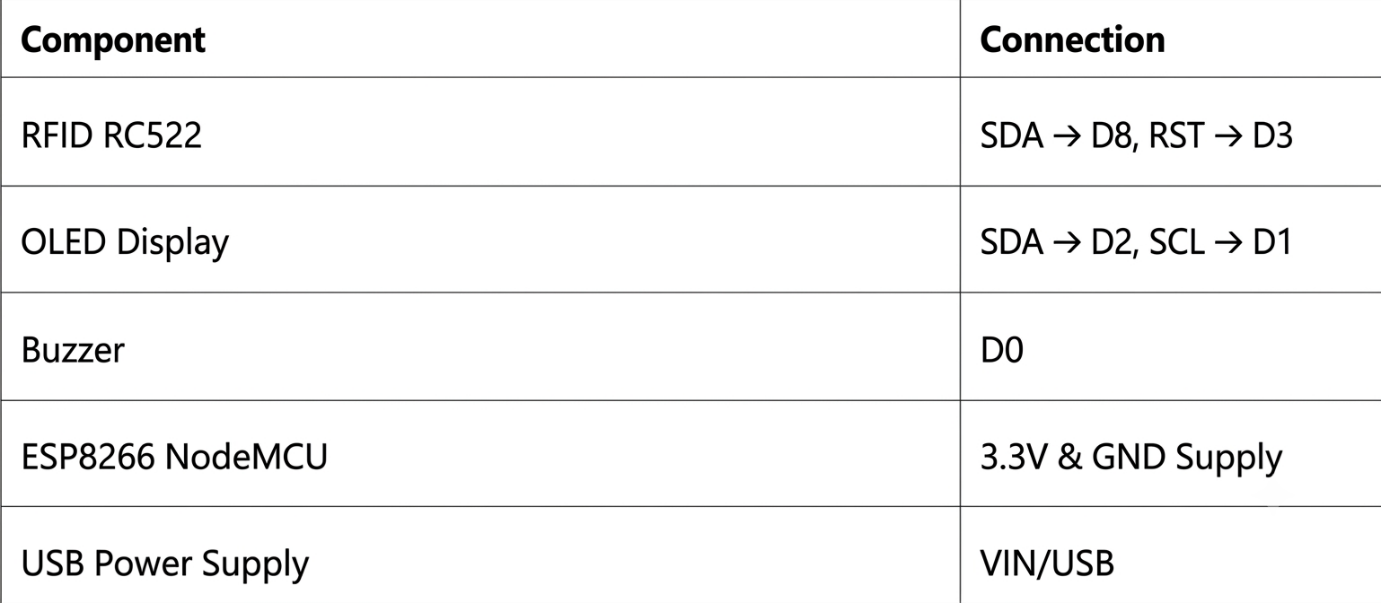 Component Connection
RFID RC522 SDA → D8, RST → D3
OLED Display SDA → D2, SCL → D1
Buzzer D0
ESP8266 NodeMCU 3.3V & GND Supply
USB Power Supply VIN/USB